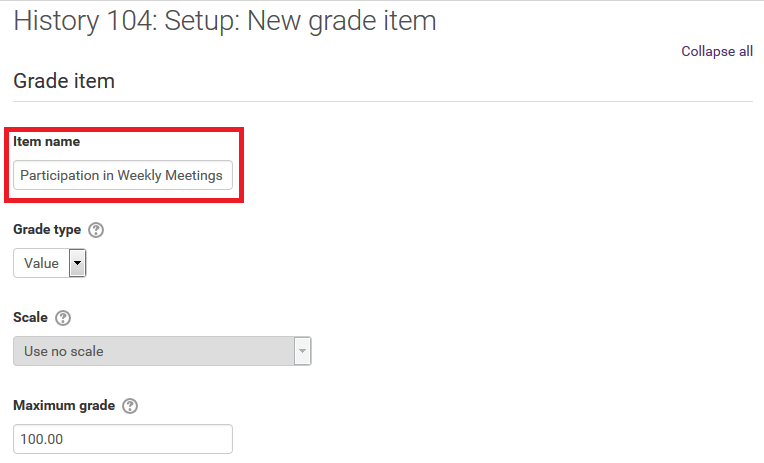 History 104: Setup: New grade item
Collapse all
Grade item
Item name
Participation in Weekly Meetings
Grade type ?
Value
Scale ?
Use no scale
Maximum grade ?
100.00